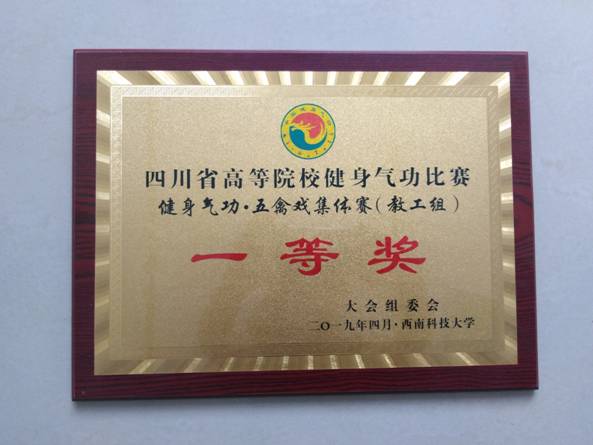 四川省高等院校健身气功比赛
健身气功·五禽戏集体赛(教工组)
一等奖
大会组委会
二〇一九年四月·西南科技大学